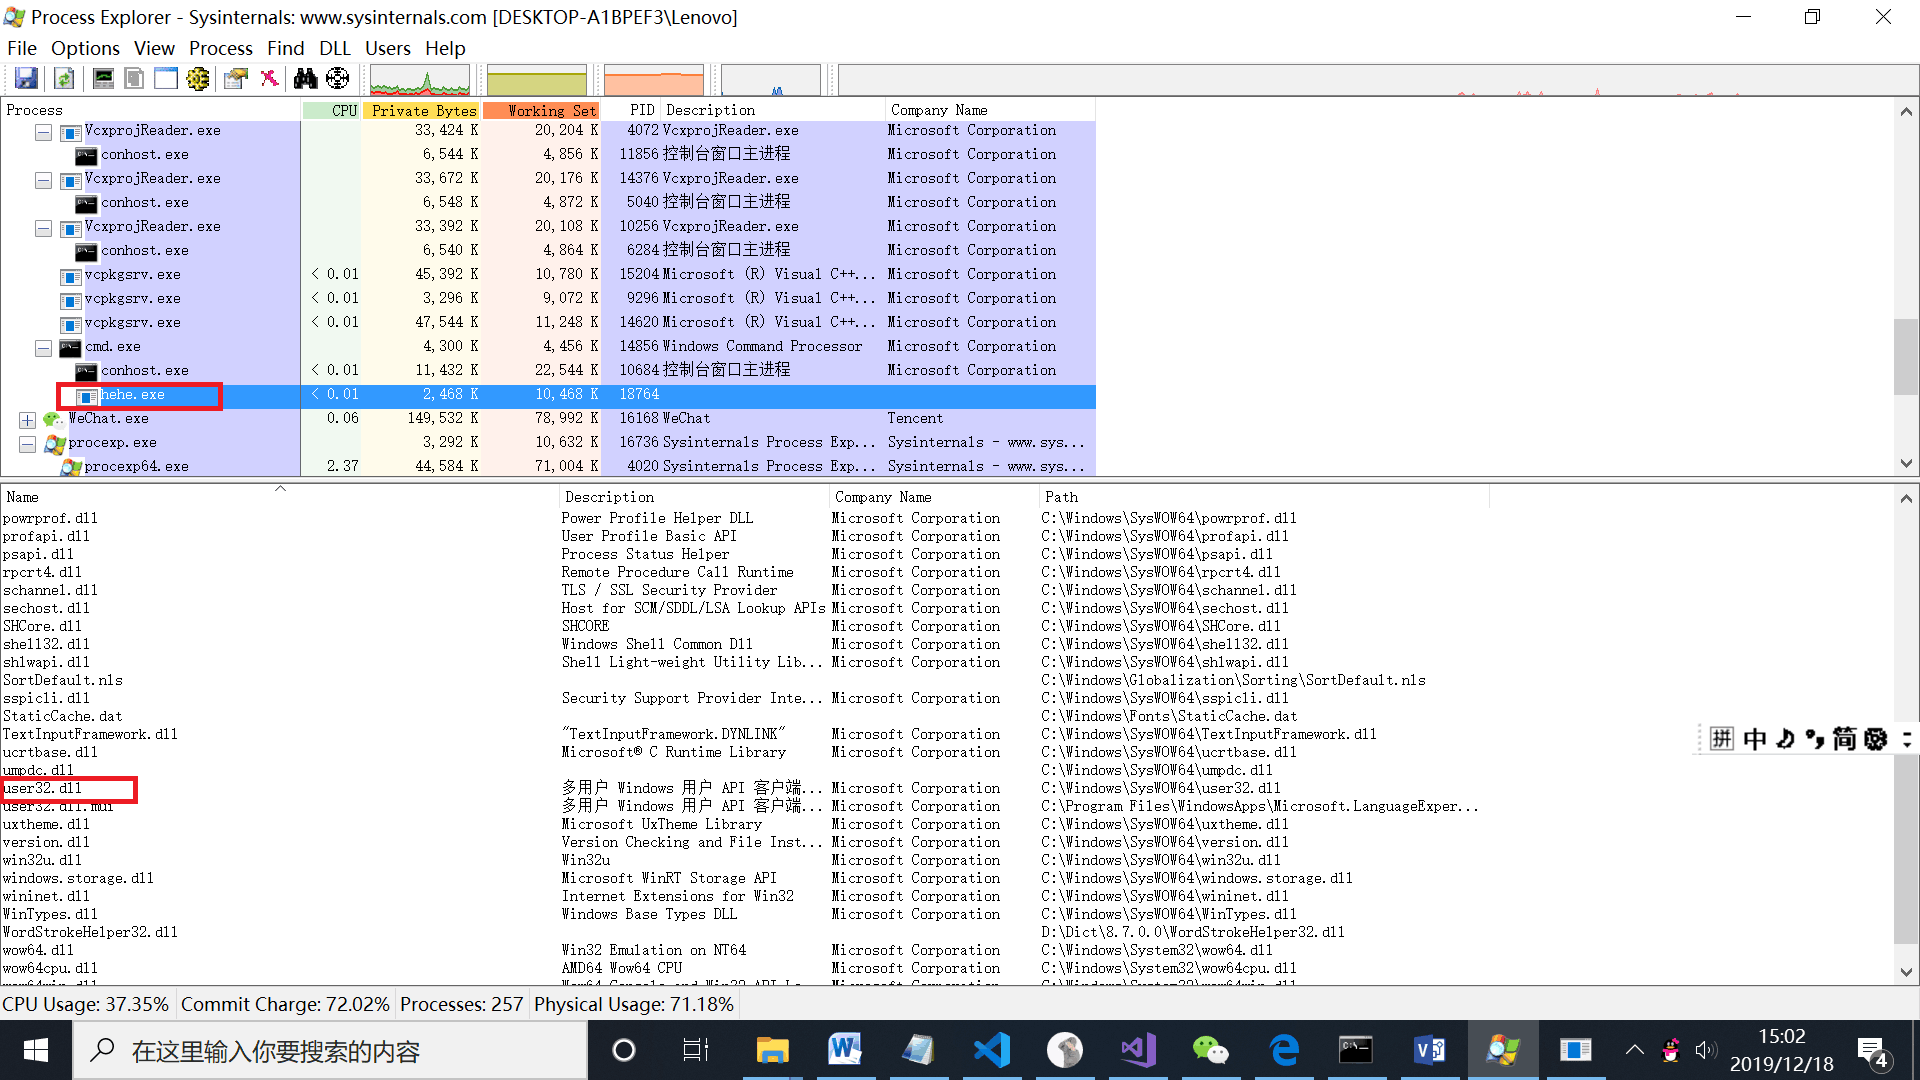 Process Explorer - Sysinternals: www.sysinternals.com [DESKTOP-A1BPEF3\Lenovo]
File Options View Process Find DLL Users Help
Process CPU Private Bytes Working Set PID Description Company Name
VcxprojReader.exe 33,424 K 20,204 K 4072 VcxprojReader.exe Microsoft Corporation
conhost.exe 6,544 K 4,856 K 11856 控制台窗口主进程 Microsoft Corporation
VcxprojReader.exe 33,672 K 20,176 K 14376 VcxprojReader.exe Microsoft Corporation
conhost.exe 6,548 K 4,872 K 5040 控制台窗口主进程 Microsoft Corporation
VcxprojReader.exe 33,392 K 20,108 K 10256 VcxprojReader.exe Microsoft Corporation
conhost.exe 6,540 K 4,864 K 6284 控制台窗口主进程 Microsoft Corporation
vcpkgsrv.exe < 0.01 45,392 K 10,780 K 15204 Microsoft (R) Visual C++... Microsoft Corporation
vcpkgsrv.exe < 0.01 3,296 K 9,072 K 9296 Microsoft (R) Visual C++... Microsoft Corporation
vcpkgsrv.exe < 0.01 47,544 K 11,248 K 14620 Microsoft (R) Visual C++... Microsoft Corporation
cmd.exe 4,300 K 4,456 K 14856 Windows Command Processor Microsoft Corporation
conhost.exe < 0.01 11,432 K 22,544 K 10684 控制台窗口主进程 Microsoft Corporation
hehe.exe < 0.01 2,468 K 10,468 K 18764
WeChat.exe 0.06 149,532 K 78,992 K 16168 WeChat Tencent
procexp.exe 3,292 K 10,632 K 16736 Sysinternals Process Exp... Sysinternals - www.sys...
procexp64.exe 2.37 44,584 K 71,004 K 4020 Sysinternals Process Exp... Sysinternals - www.sys...
Name Description Company Name Path
powrprof.dll Power Profile Helper DLL Microsoft Corporation C:\Windows\SysWOW64\powrprof.dll
profapi.dll User Profile Basic API Microsoft Corporation C:\Windows\SysWOW64\profapi.dll
psapi.dll Process Status Helper Microsoft Corporation C:\Windows\SysWOW64\psapi.dll
rpcrt4.dll Remote Procedure Call Runtime Microsoft Corporation C:\Windows\SysWOW64\rpcrt4.dll
schannel.dll TLS / SSL Security Provider Microsoft Corporation C:\Windows\SysWOW64\schannel.dll
sechost.dll Host for SCM/SDDL/LSA Lookup APIs Microsoft Corporation C:\Windows\SysWOW64\sechost.dll
SHCore.dll SHCORE Microsoft Corporation C:\Windows\SysWOW64\SHCore.dll
shell32.dll Windows Shell Common Dll Microsoft Corporation C:\Windows\SysWOW64\shell32.dll
shlwapi.dll Shell Light-weight Utility Lib... Microsoft Corporation C:\Windows\SysWOW64\shlwapi.dll
SortDefault.nls C:\Windows\Globalization\Sorting\SortDefault.nls
sspicli.dll Security Support Provider Inte... Microsoft Corporation C:\Windows\SysWOW64\sspicli.dll
StaticCache.dat C:\Windows\Fonts\StaticCache.dat
TextInputFramework.dll "TextInputFramework.DYNLINK" Microsoft Corporation C:\Windows\SysWOW64\TextInputFramework.dll
拼 中 简
ucrtbase.dll Microsoft® C Runtime Library Microsoft Corporation C:\Windows\SysWOW64\ucrtbase.dll
umpdc.dll C:\Windows\SysWOW64\umpdc.dll
user32.dll 多用户 Windows 用户 API 客户端... Microsoft Corporation C:\Windows\SysWOW64\user32.dll
user32.dll.mui 多用户 Windows 用户 API 客户端... Microsoft Corporation C:\Program Files\WindowsApps\Microsoft.LanguageExper...
uxtheme.dll Microsoft UxTheme Library Microsoft Corporation C:\Windows\SysWOW64\uxtheme.dll
version.dll Version Checking and File Inst... Microsoft Corporation C:\Windows\SysWOW64\version.dll
win32u.dll Win32u Microsoft Corporation C:\Windows\SysWOW64\win32u.dll
windows.storage.dll Microsoft WinRT Storage API Microsoft Corporation C:\Windows\SysWOW64\windows.storage.dll
wininet.dll Internet Extensions for Win32 Microsoft Corporation C:\Windows\SysWOW64\wininet.dll
WinTypes.dll Windows Base Types DLL Microsoft Corporation C:\Windows\SysWOW64\WinTypes.dll
WordStrokeHelper32.dll D:\Dict\8.7.0.0\WordStrokeHelper32.dll
wow64.dll Win32 Emulation on NT64 Microsoft Corporation C:\Windows\System32\wow64.dll
wow64cpu.dll AMD64 Wow64 CPU Microsoft Corporation C:\Windows\System32\wow64cpu.dll
CPU Usage: 37.35% Commit Charge: 72.02% Processes: 257 Physical Usage: 71.18%
在这里输入你要搜索的内容
15:02
2019/12/18
4